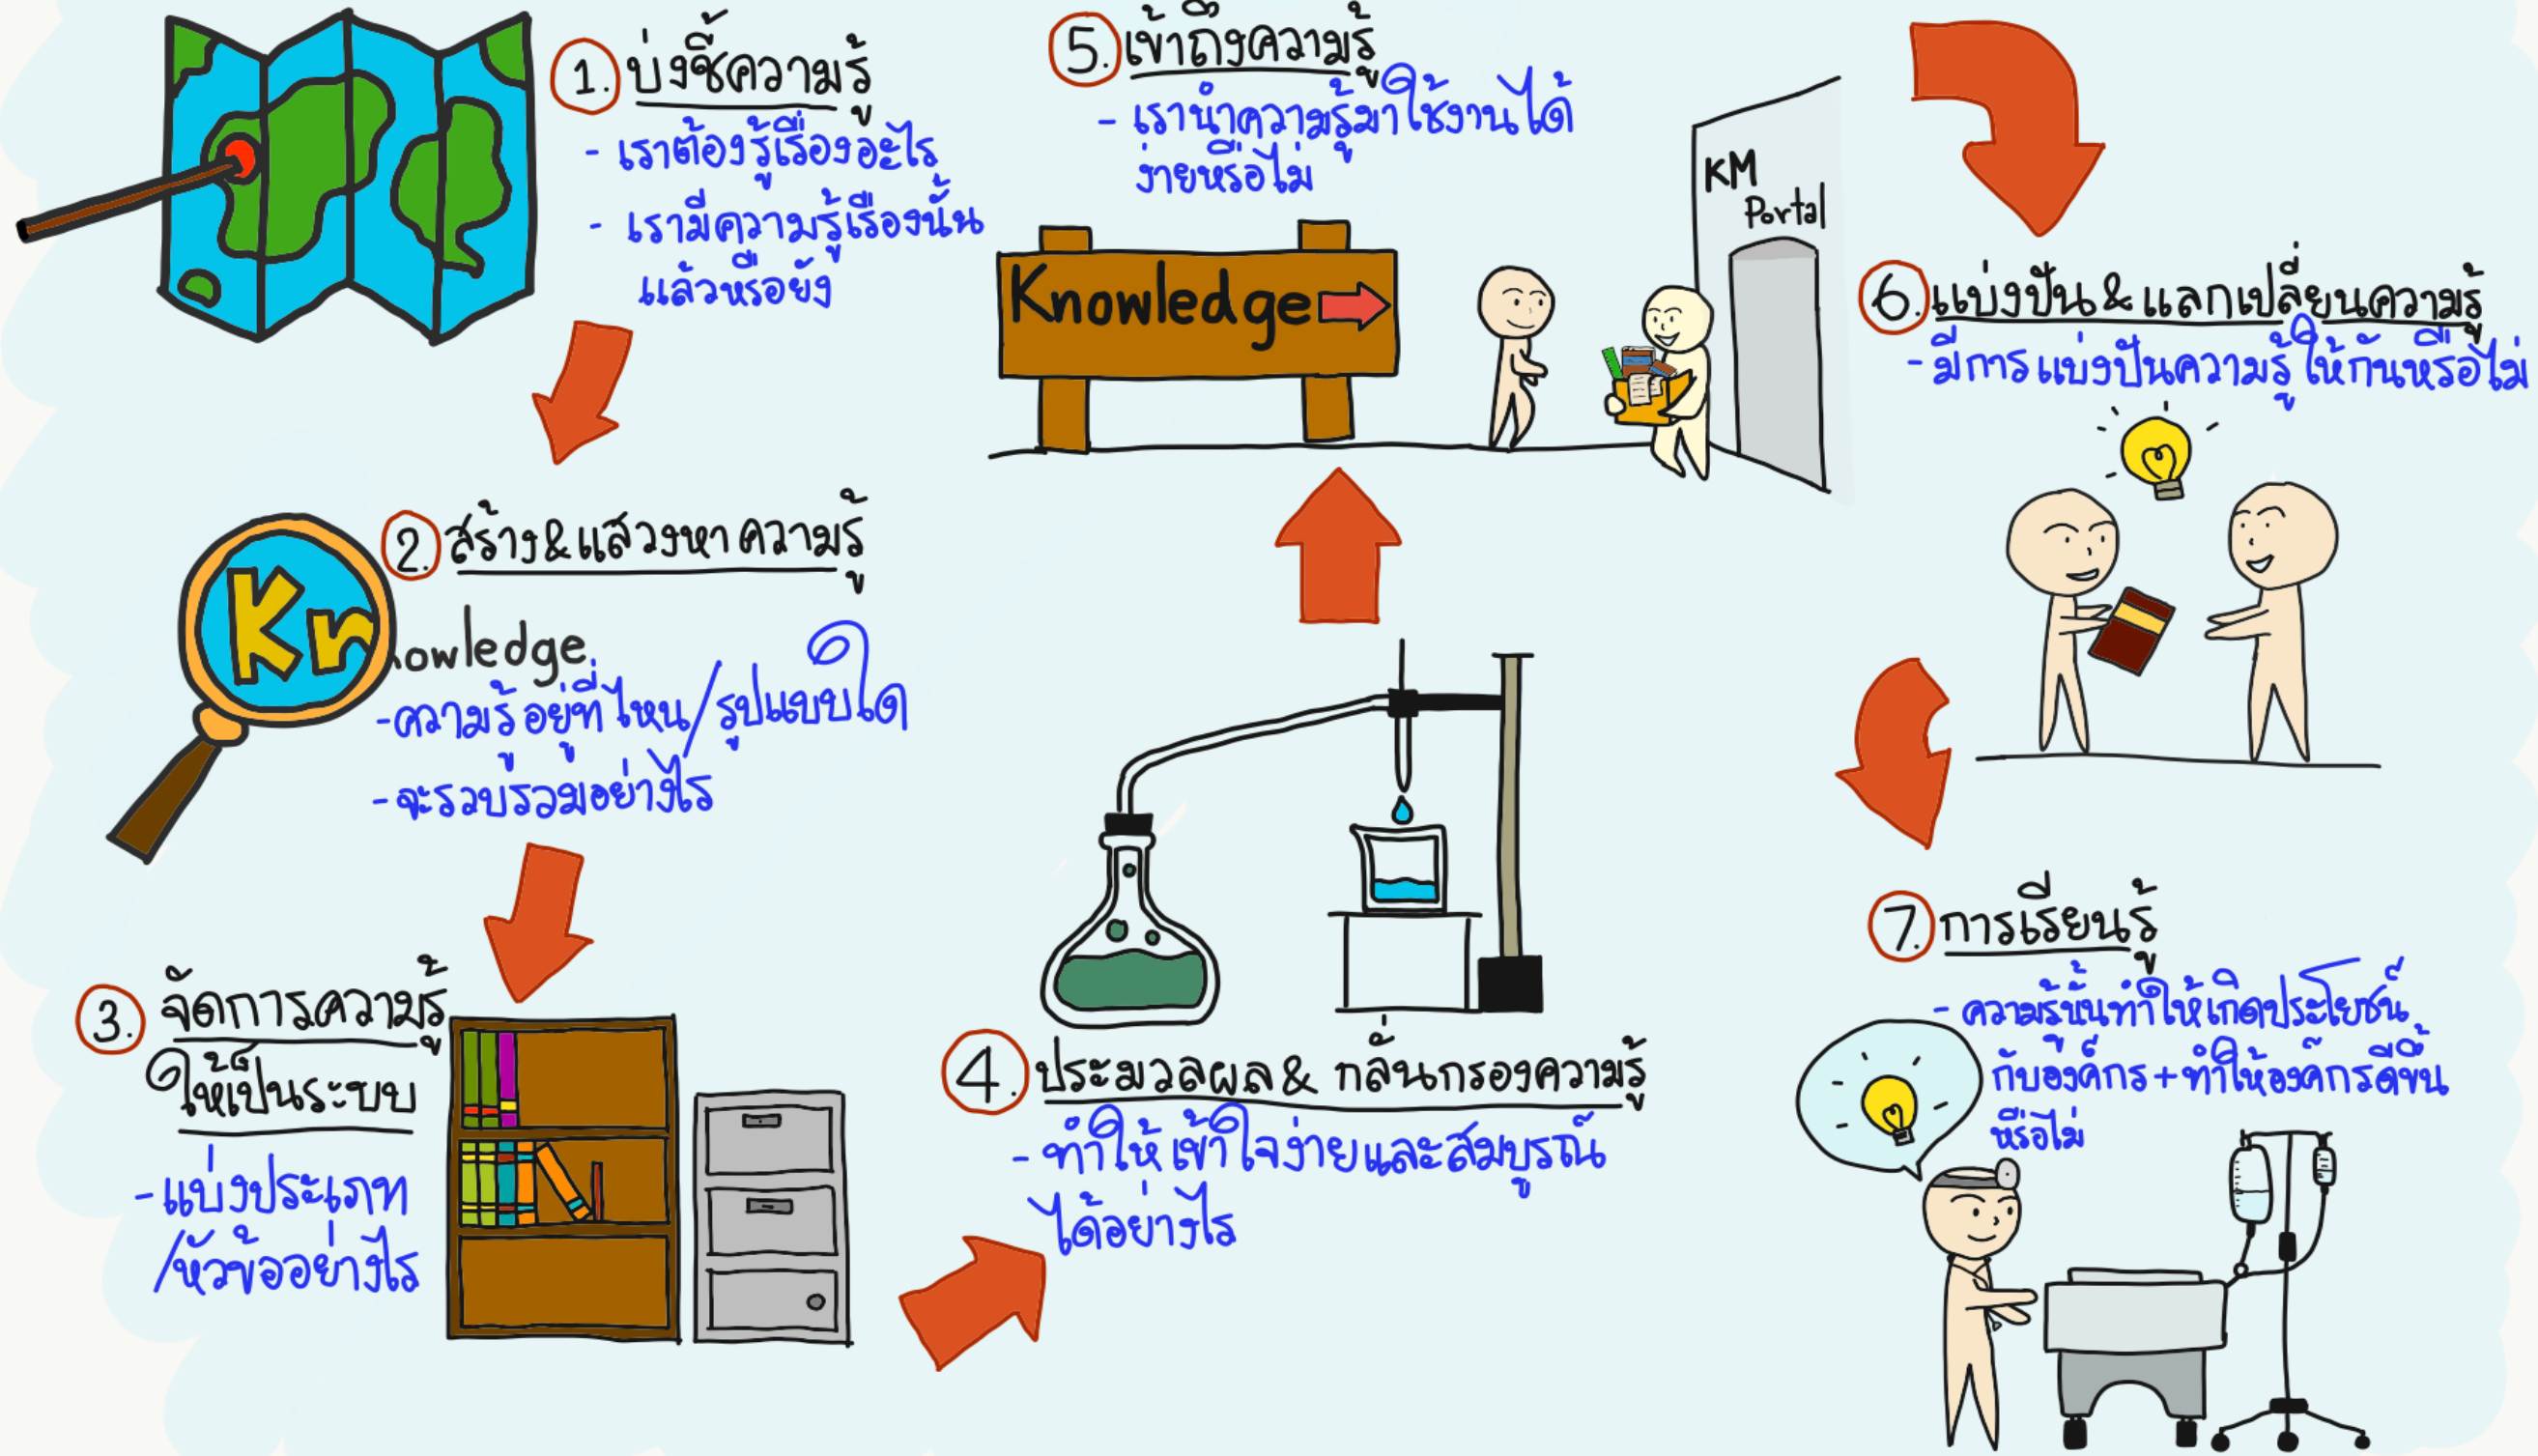 1. บ่งชี้ความรู้
- เราต้องรู้เรื่องอะไร
- เรามีความรู้เรื่องนั้น
แล้วหรือยัง
2. สร้าง & แสวงหา ความรู้
Knowledge
- ความรู้อยู่ที่ไหน/รูปแบบใด
- จะรวบรวมอย่างไร
3. จัดการความรู้
ให้เป็นระบบ
- แบ่งประเภท
/หัวข้ออย่างไร
4. ประมวลผล & กลั่นกรองความรู้
- ทำให้เข้าใจง่ายและสมบูรณ์
ได้อย่างไร
5. เข้าถึงความรู้
- เรานำความรู้มาใช้งานได้
ง่ายหรือไม่
Knowledge
KM
Portal
6. แบ่งปัน & แลกเปลี่ยนความรู้
- มีการแบ่งปันความรู้ให้กันหรือไม่
7. การเรียนรู้
- ความรู้นั้นทำให้เกิดประโยชน์
กับองค์กร + ทำให้องค์กรดีขึ้น
หรือไม่